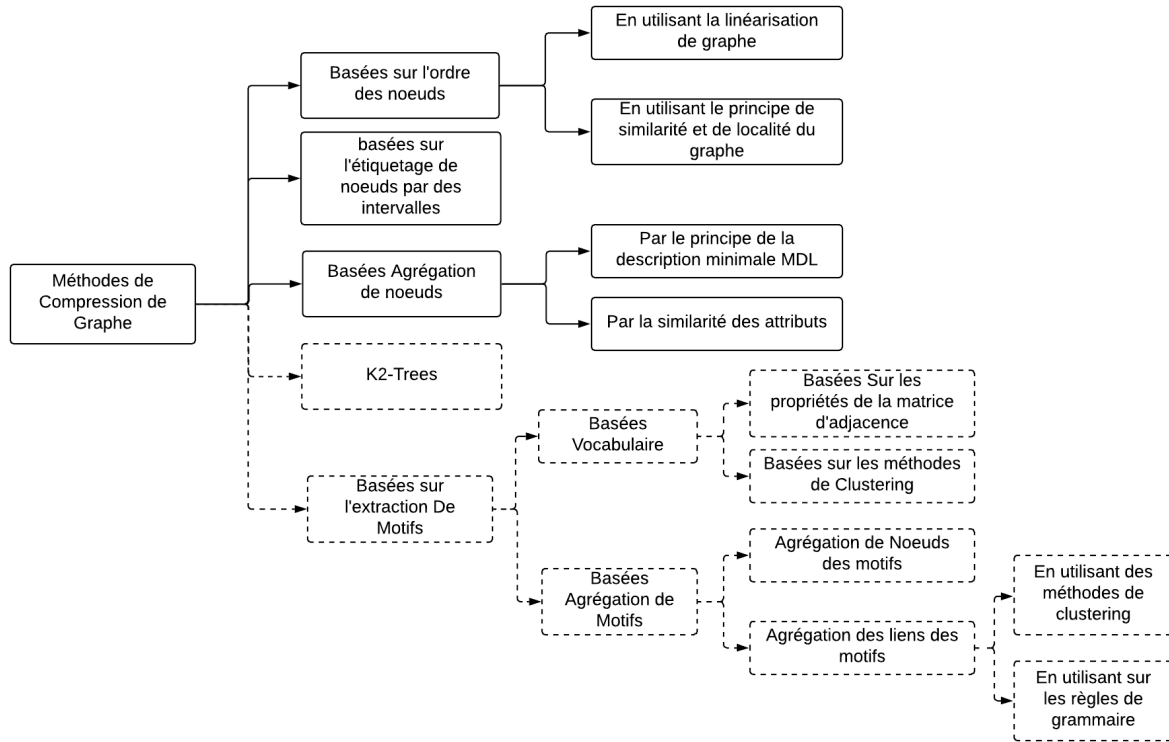 En utilisant la linéarisation
de graphe
Basées sur l'ordre
des noeuds
En utilisant le principe de
similarité et de localité du
graphe
basées sur
l'étiquetage de
noeuds par des
intervalles
Par le principe de la
description minimale MDL
Basées Agrégation
de noeuds
Méthodes de
Compression de
Graphe
Par la similarité des attributs
K2-Trees
Basées Sur les
propriétés de la matrice
d'adjacence
Basées
Vocabulaire
Basées sur les méthodes
de Clustering
Basées sur
l'extraction De
Motifs
Agrégation de Noeuds
des motifs
Basées
Agrégation de
Motifs
En utilisant des
méthodes de
clustering
Agrégation des liens des
motifs
En utilisant sur
les règles de
grammaire